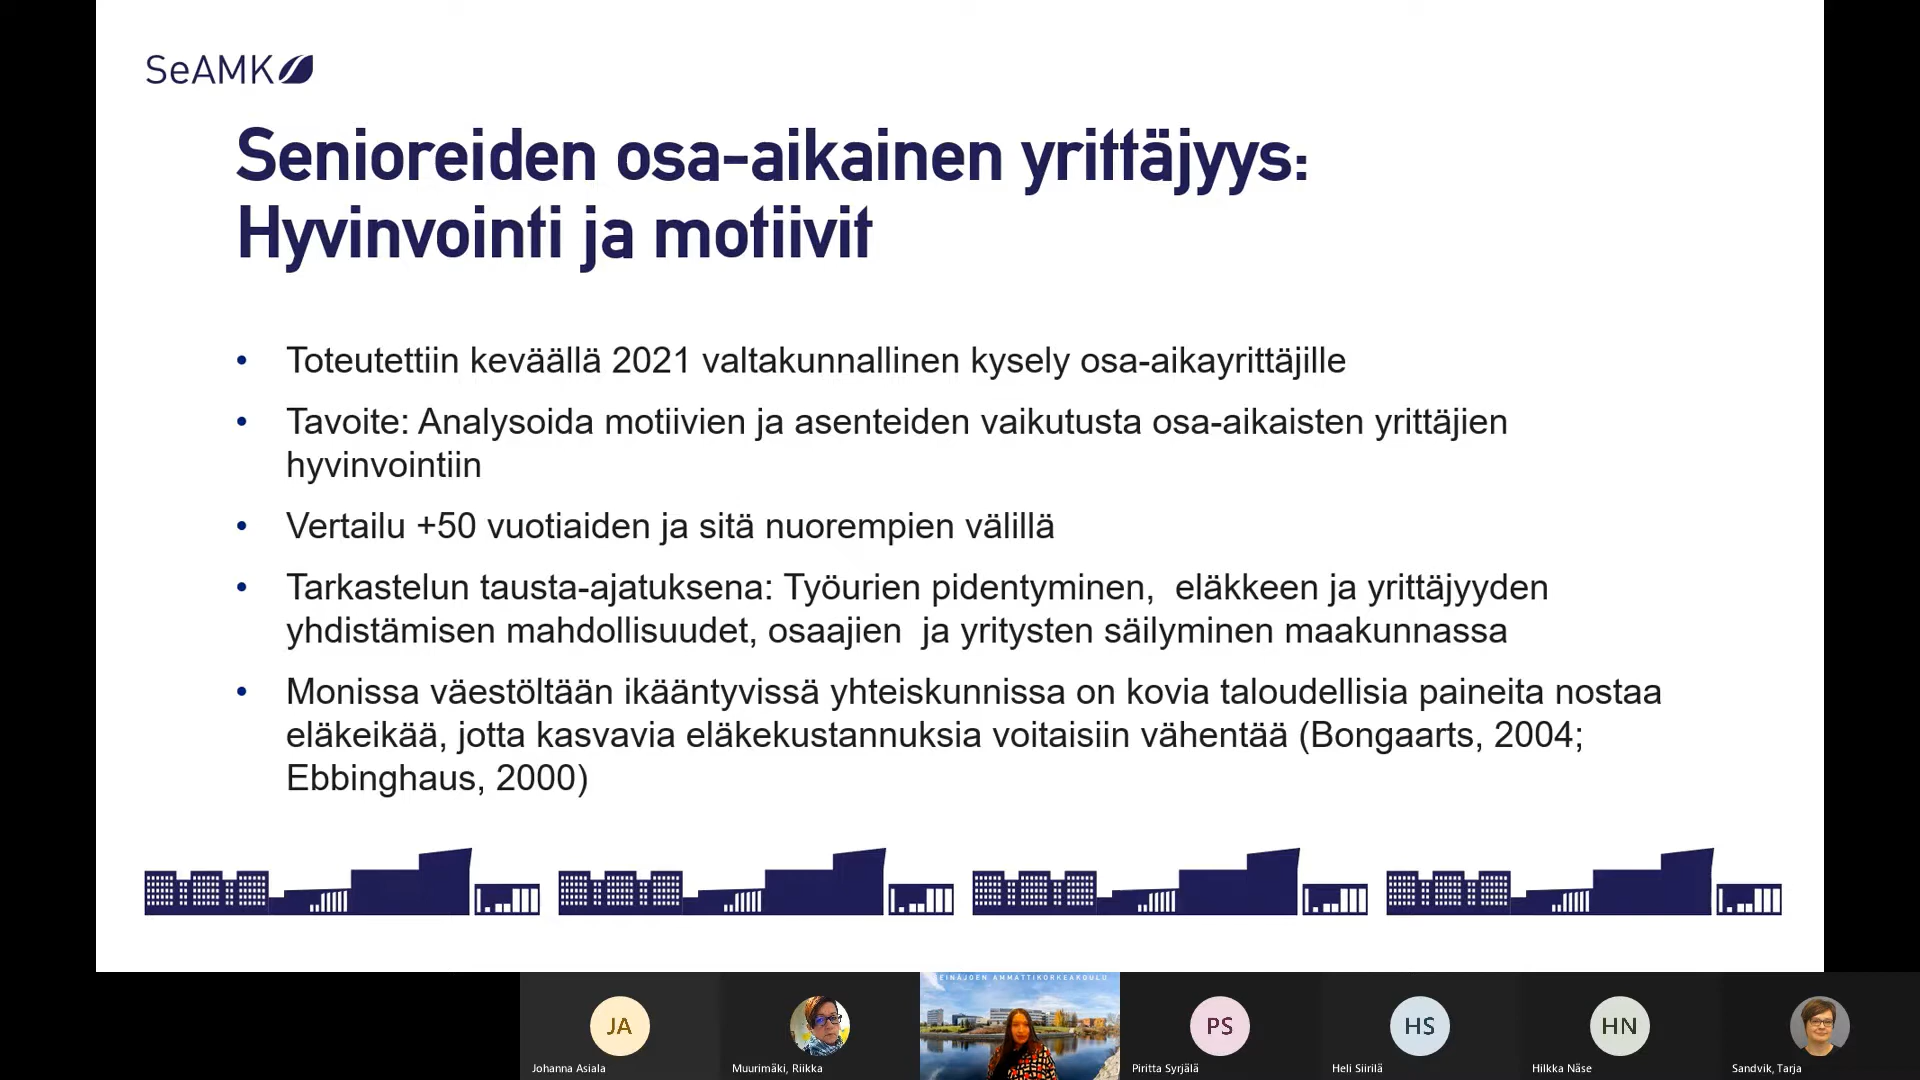 SeAMK
Senioreiden osa-aikainen yrittäjyys:
Hyvinvointi ja motiivit
• Toteutettiin keväällä 2021 valtakunnallinen kysely osa-aikayrittäjille
• Tavoite: Analysoida motiivien ja asenteiden vaikutusta osa-aikaisten yrittäjien
hyvinvointiin
• Vertailu +50 vuotiaiden ja sitä nuorempien välillä
• Tarkastelun tausta-ajatuksena: Työurien pidentyminen, eläkkeen ja yrittäjyyden
yhdistämisen mahdollisuudet, osaajien ja yritysten säilyminen maakunnassa
• Monissa väestöltään ikääntyvissä yhteiskunnissa on kovia taloudellisia paineita nostaa
eläkeikää, jotta kasvavia eläkekustannuksia voitaisiin vähentää (Bongaarts, 2004;
Ebbinghaus, 2000)
EINÄJOEN AMMATTIKORKEAKOULU
JA
PS
HS
HN
Johanna Asiala
Muurimäki, Riikka
Piritta Syrjälä
Heli Siirilä
Hilkka Näse
Sandvik, Tarja